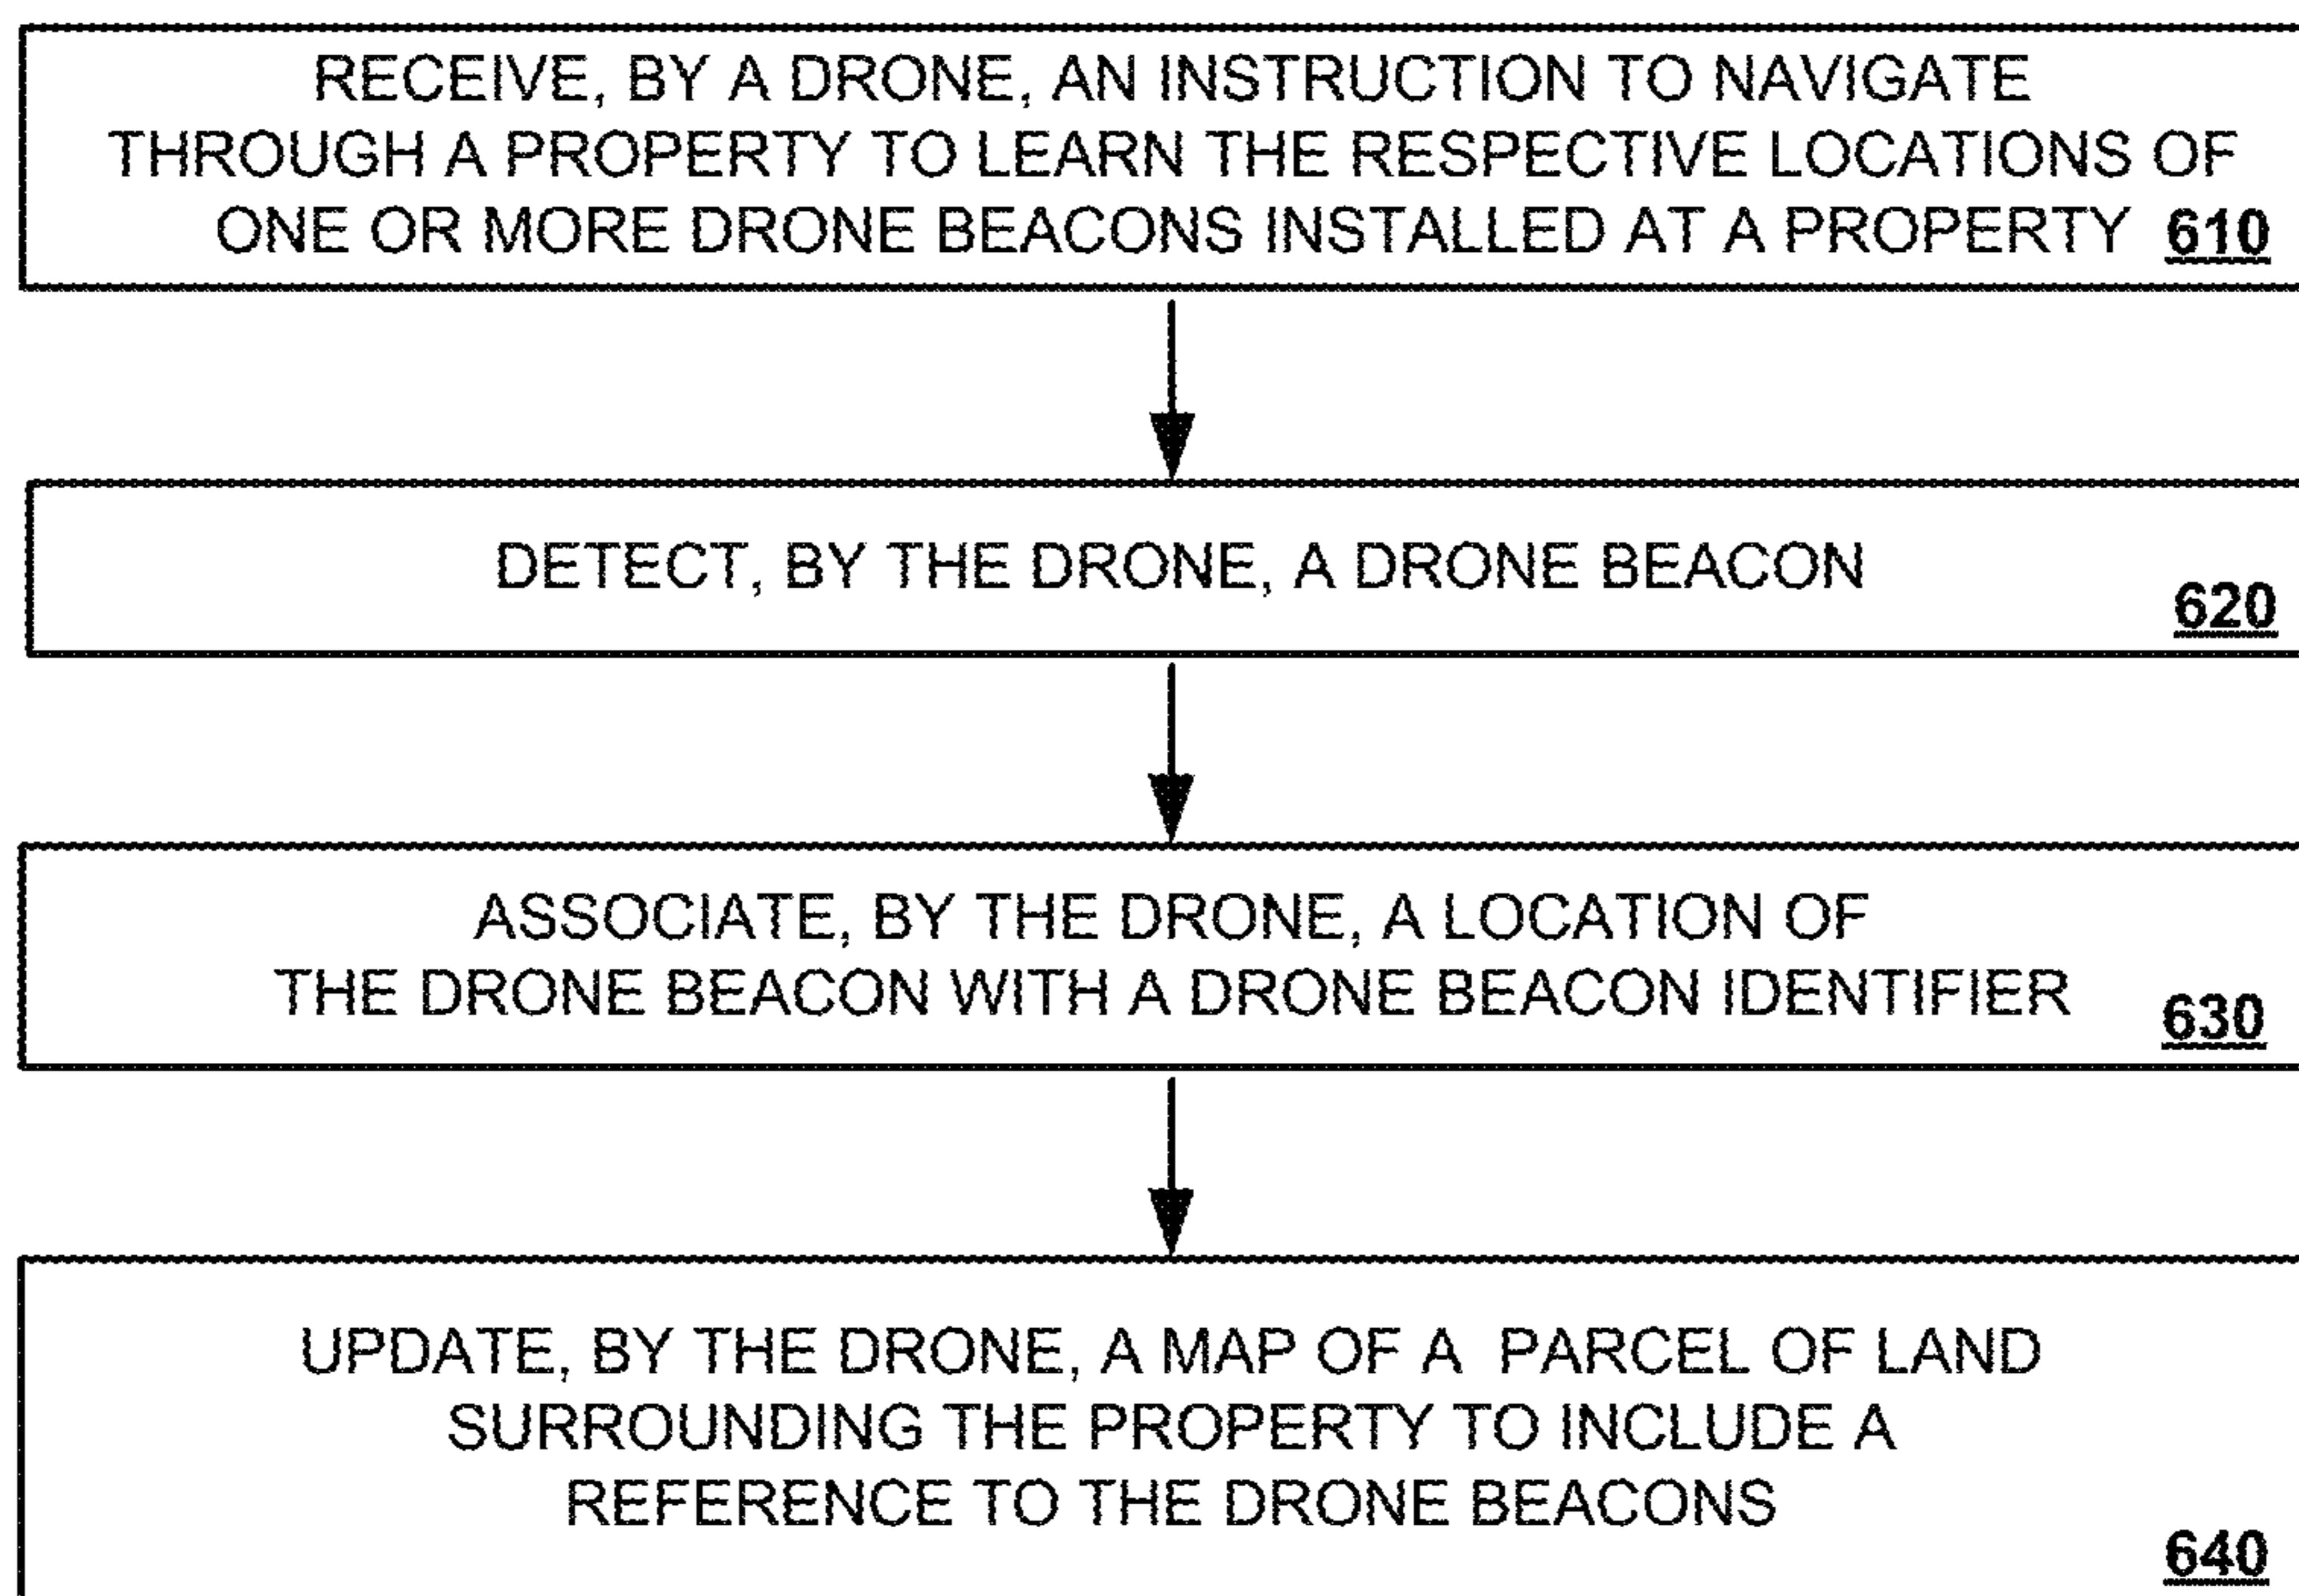 RECEIVE, BY A DRONE, AN INSTRUCTION TO NAVIGATE
THROUGH A PROPERTY TO LEARN THE RESPECTIVE LOCATIONS OF
ONE OR MORE DRONE BEACONS INSTALLED AT A PROPERTY 610
DETECT, BY THE DRONE, A DRONE BEACON
620
ASSOCIATE, BY THE DRONE, A LOCATION OF
THE DRONE BEACON WITH A DRONE BEACON IDENTIFIER
630
UPDATE, BY THE DRONE, A MAP OF A PARCEL OF LAND
SURROUNDING THE PROPERTY TO INCLUDE A
REFERENCE TO THE DRONE BEACONS
640